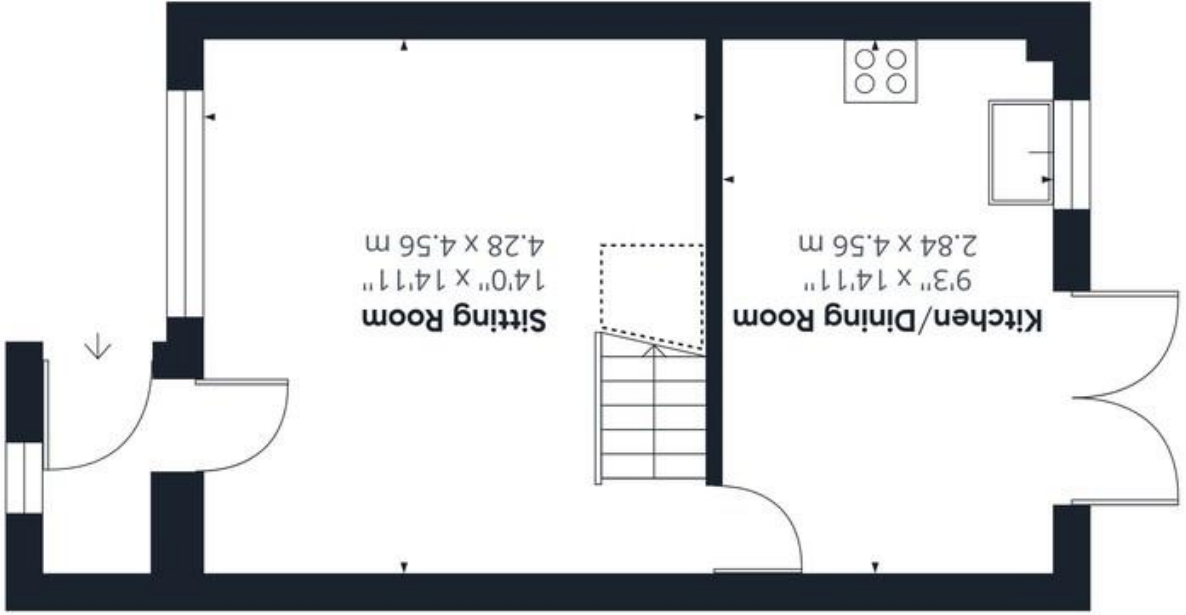 Kitchen/Dining Room
9'3" x 14'11"
2.84 x 4.56 m
Sitting Room
14'0" x 14'11"
4.28 x 4.56 m